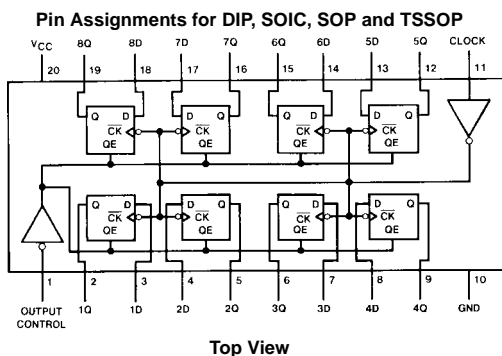 Pin Assignments for DIP, SOIC, SOP and TSSOP
VCC 8Q 8D 7D 7Q 6Q 6D 5D 5Q CLOCK
20 19 18 17 16 15 14 13 12 11
Q D D Q Q D D Q
CK CK CK CK
QE QE QE QE
Q D D Q Q D D Q
CK CK CK CK
QE QE QE QE
1 2 3 4 5 6 7 8 9 10
OUTPUT CONTROL 1Q 1D 2D 2Q 3Q 3D 4D 4Q GND
Top View